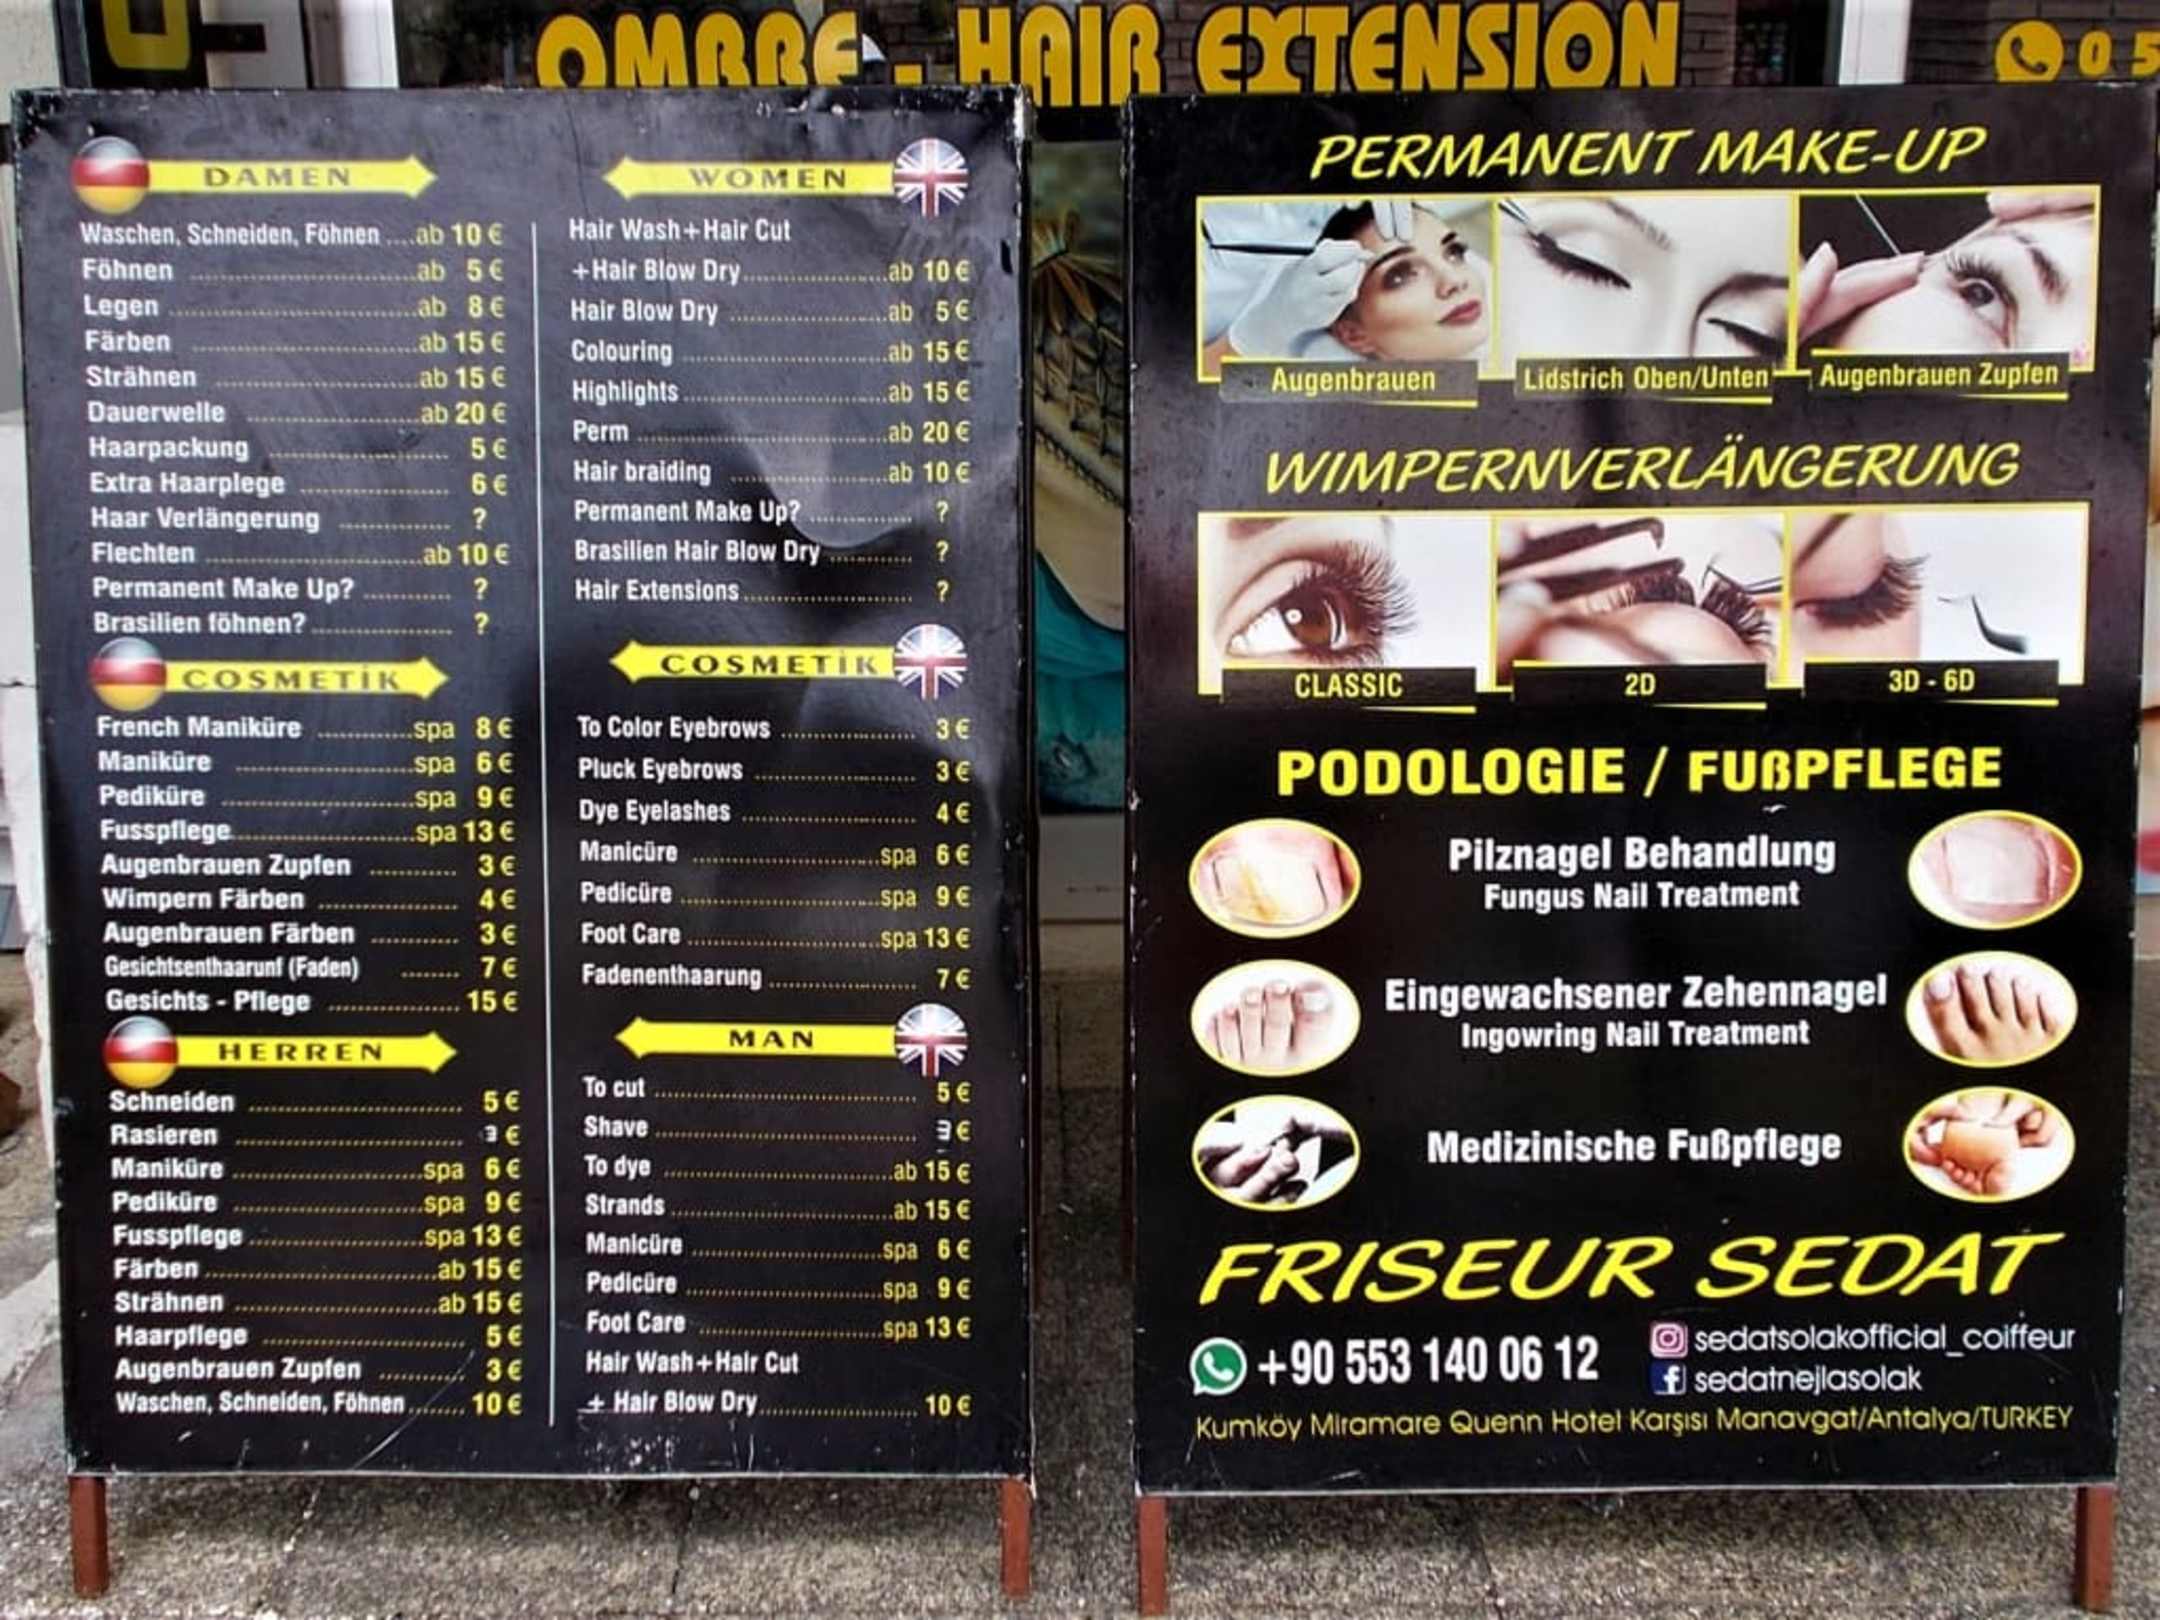 OMBRE - HAIR EXTENSION
0 5
DAMEN
Waschen, Schneiden, Föhnen ....ab 10 €
Föhnen ab 5 €
Legen ab 8 €
Färben ab 15 €
Strähnen ab 15 €
Dauerwelle ab 20 €
Haarpackung 5 €
Extra Haarplege 6 €
Haar Verlängerung ?
Flechten ab 10 €
Permanent Make Up? ?
Brasilien föhnen? ?
COSMETİK
French Maniküre spa 8 €
Maniküre spa 6 €
Pediküre spa 9 €
Fusspflege spa 13 €
Augenbrauen Zupfen 3 €
Wimpern Färben 4 €
Augenbrauen Färben 3 €
Gesichtsenthaarunf (Faden) 7 €
Gesichts - Pflege 15 €
HERREN
Schneiden 5 €
Rasieren 3 €
Maniküre spa 6 €
Pediküre spa 9 €
Fusspflege spa 13 €
Färben ab 15 €
Strähnen ab 15 €
Haarpflege 5 €
Augenbrauen Zupfen 3 €
Waschen, Schneiden, Föhnen 10 €
WOMEN
Hair Wash+Hair Cut
+Hair Blow Dry ab 10 €
Hair Blow Dry ab 5 €
Colouring ab 15 €
Highlights ab 15 €
Perm ab 20 €
Hair braiding ab 10 €
Permanent Make Up? ?
Brasilien Hair Blow Dry ?
Hair Extensions ?
COSMETİK
To Color Eyebrows 3 €
Pluck Eyebrows 3 €
Dye Eyelashes 4 €
Manicüre spa 6 €
Pedicüre spa 9 €
Foot Care spa 13 €
Fadenenthaarung 7 €
MAN
To cut 5 €
Shave 3 €
To dye ab 15 €
Strands ab 15 €
Manicüre spa 6 €
Pedicüre spa 9 €
Foot Care spa 13 €
Hair Wash+Hair Cut
+ Hair Blow Dry 10 €
PERMANENT MAKE-UP
Augenbrauen
Lidstrich Oben/Unten
Augenbrauen Zupfen
WIMPERNVERLÄNGERUNG
CLASSIC
2D
3D - 6D
PODOLOGIE / FUßPFLEGE
Pilznagel Behandlung
Fungus Nail Treatment
Eingewachsener Zehennagel
Ingowring Nail Treatment
Medizinische Fußpflege
FRISEUR SEDAT
+90 553 140 06 12
sedatsolakofficial_coiffeur
sedatnejlasolak
Kumköy Miramare Quenn Hotel Karşısı Manavgat/Antalya/TURKEY